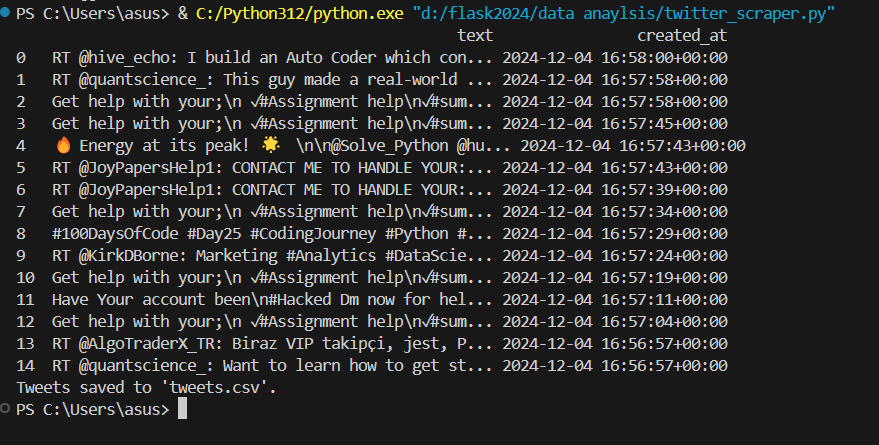 PS C:\Users\asus> & C:/Python312/python.exe "d:/flask2024/data anaylsis/twitter_scraper.py"
text created_at
0 RT @hive_echo: I build an Auto Coder which con... 2024-12-04 16:58:00+00:00
1 RT @quantscience_: This guy made a real-world ... 2024-12-04 16:57:58+00:00
2 Get help with your;\n √#Assignment help\n√#sum... 2024-12-04 16:57:58+00:00
3 Get help with your;\n √#Assignment help\n√#sum... 2024-12-04 16:57:45+00:00
4 🔥 Energy at its peak! 🌟 \n\n@Solve_Python @hu... 2024-12-04 16:57:43+00:00
5 RT @JoyPapersHelp1: CONTACT ME TO HANDLE YOUR:... 2024-12-04 16:57:43+00:00
6 RT @JoyPapersHelp1: CONTACT ME TO HANDLE YOUR:... 2024-12-04 16:57:39+00:00
7 Get help with your;\n √#Assignment help\n√#sum... 2024-12-04 16:57:34+00:00
8 #100DaysOfCode #Day25 #CodingJourney #Python #... 2024-12-04 16:57:29+00:00
9 RT @KirkDBorne: Marketing #Analytics #DataScie... 2024-12-04 16:57:24+00:00
10 Get help with your;\n √#Assignment help\n√#sum... 2024-12-04 16:57:19+00:00
11 Have Your account been\n#Hacked Dm now for hel... 2024-12-04 16:57:11+00:00
12 Get help with your;\n √#Assignment help\n√#sum... 2024-12-04 16:57:04+00:00
13 RT @AlgoTraderX_TR: Biraz VIP takipçi, jest, P... 2024-12-04 16:56:57+00:00
14 RT @quantscience_: Want to learn how to get st... 2024-12-04 16:56:57+00:00
Tweets saved to 'tweets.csv'.
PS C:\Users\asus>